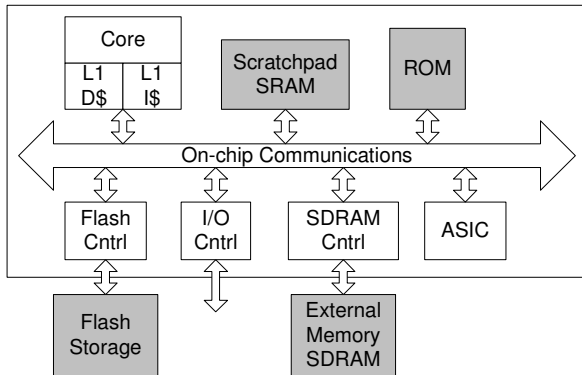 Core
L1
D$
L1
I$
Scratchpad
SRAM
ROM
On-chip Communications
Flash
Cntrl
I/O
Cntrl
SDRAM
Cntrl
ASIC
Flash
Storage
External
Memory
SDRAM